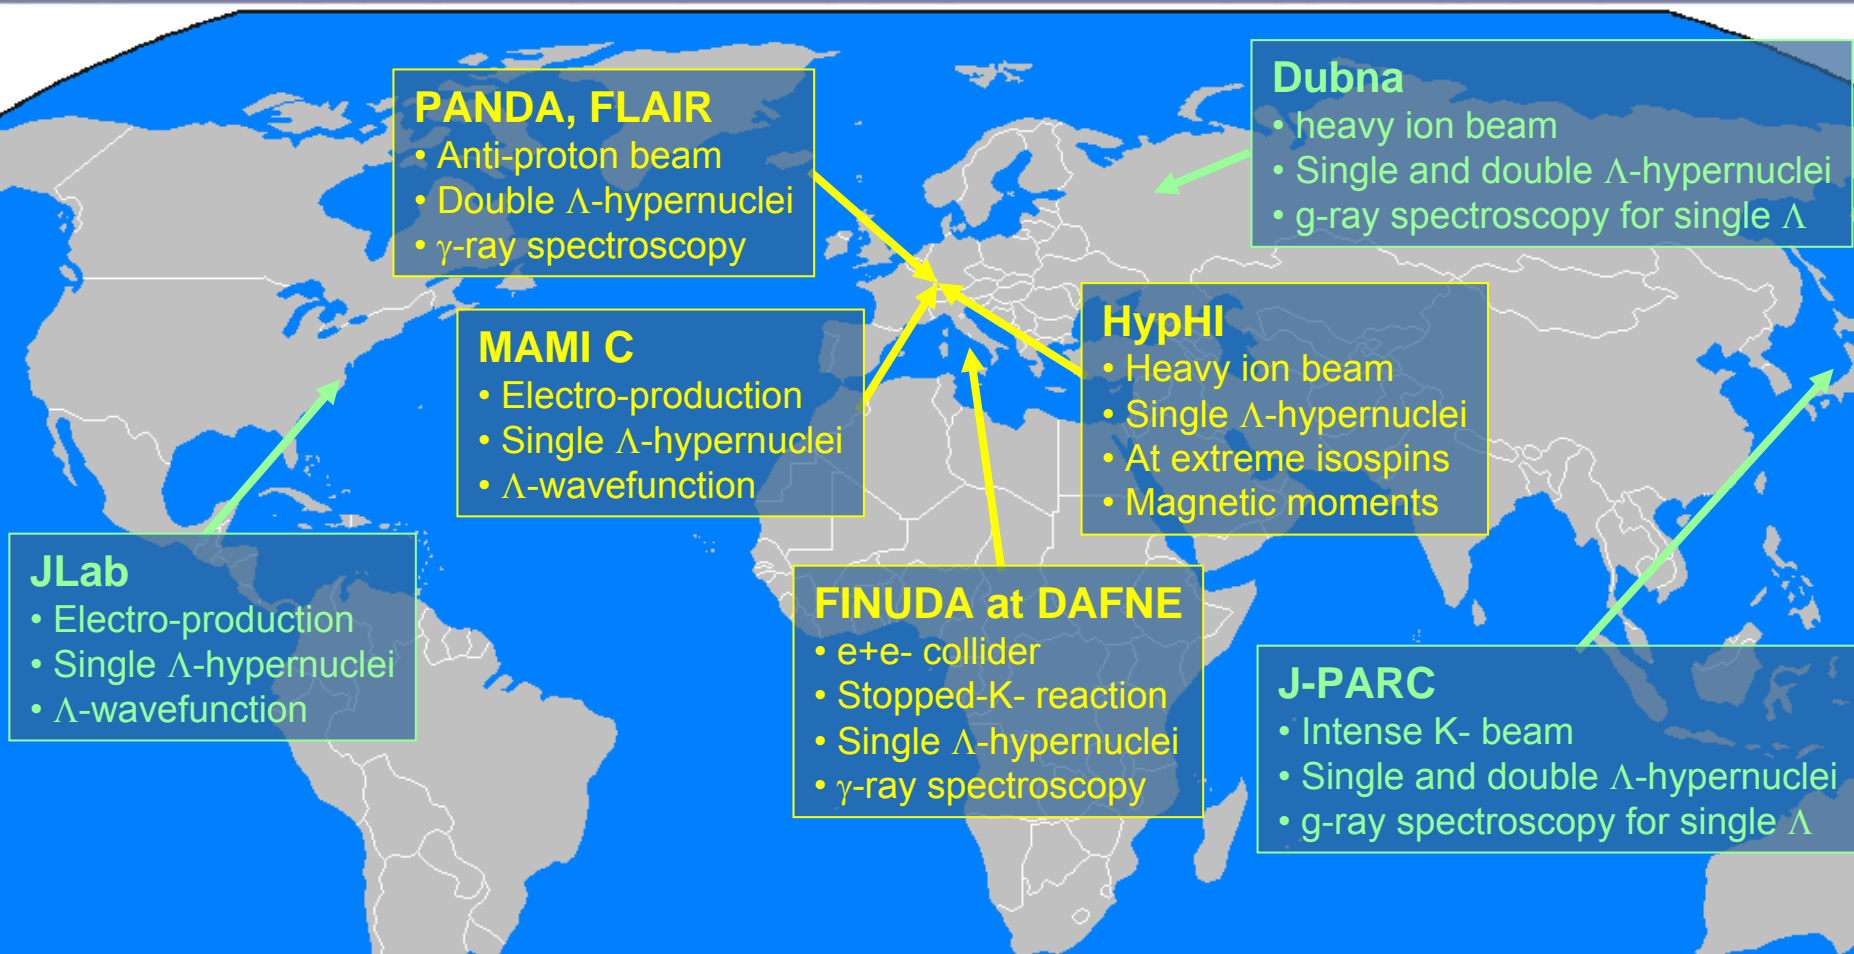 PANDA, FLAIR
• Anti-proton beam
• Double Λ-hypernuclei
• γ-ray spectroscopy
Dubna
• heavy ion beam
• Single and double Λ-hypernuclei
• g-ray spectroscopy for single Λ
MAMI C
• Electro-production
• Single Λ-hypernuclei
• Λ-wavefunction
HypHI
• Heavy ion beam
• Single Λ-hypernuclei
• At extreme isospins
• Magnetic moments
JLab
• Electro-production
• Single Λ-hypernuclei
• Λ-wavefunction
FINUDA at DAFNE
• e+e- collider
• Stopped-K- reaction
• Single Λ-hypernuclei
• γ-ray spectroscopy
J-PARC
• Intense K- beam
• Single and double Λ-hypernuclei
• g-ray spectroscopy for single Λ